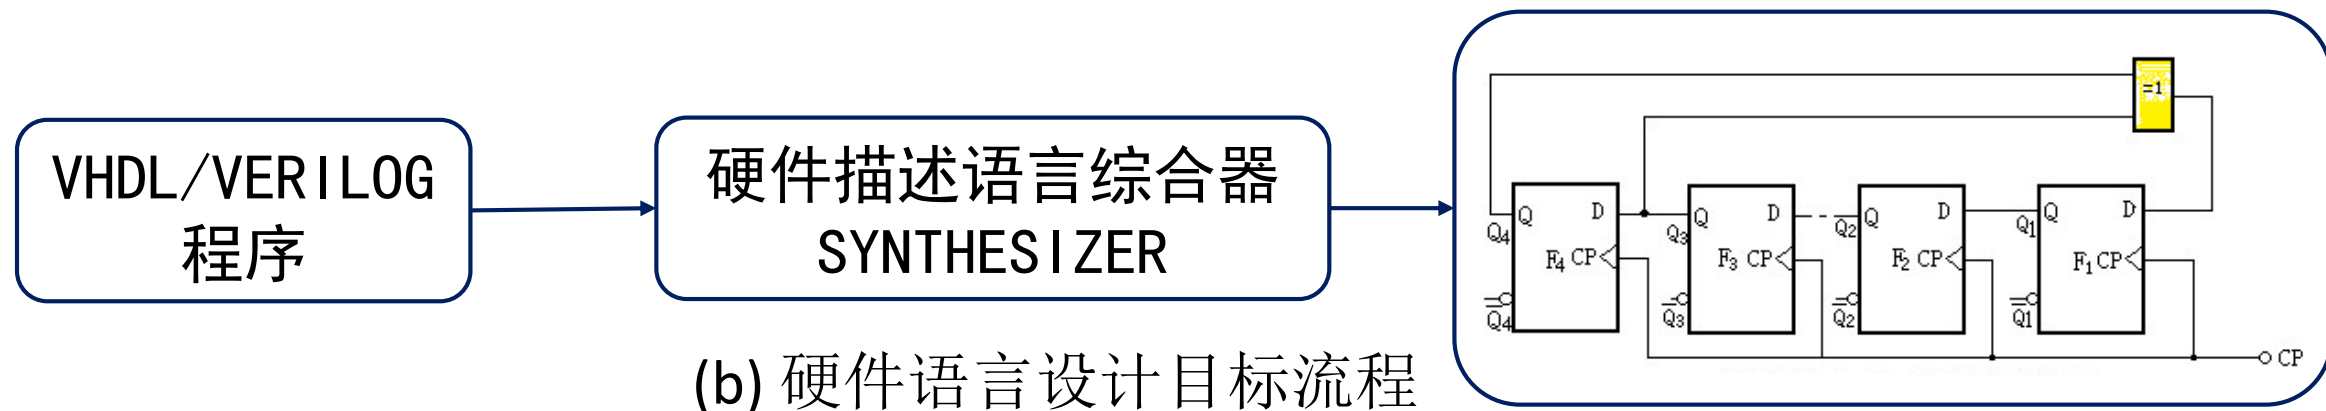 VHDL/VERILOG
程序
硬件描述语言综合器
SYNTHESIZER
=1
Q D
Q4
F4 CP
Q4
Q D
Q3
F3 CP
Q3
Q D
Q2
F2 CP
Q2
Q D
Q1
F1 CP
Q1
CP
(b) 硬件语言设计目标流程